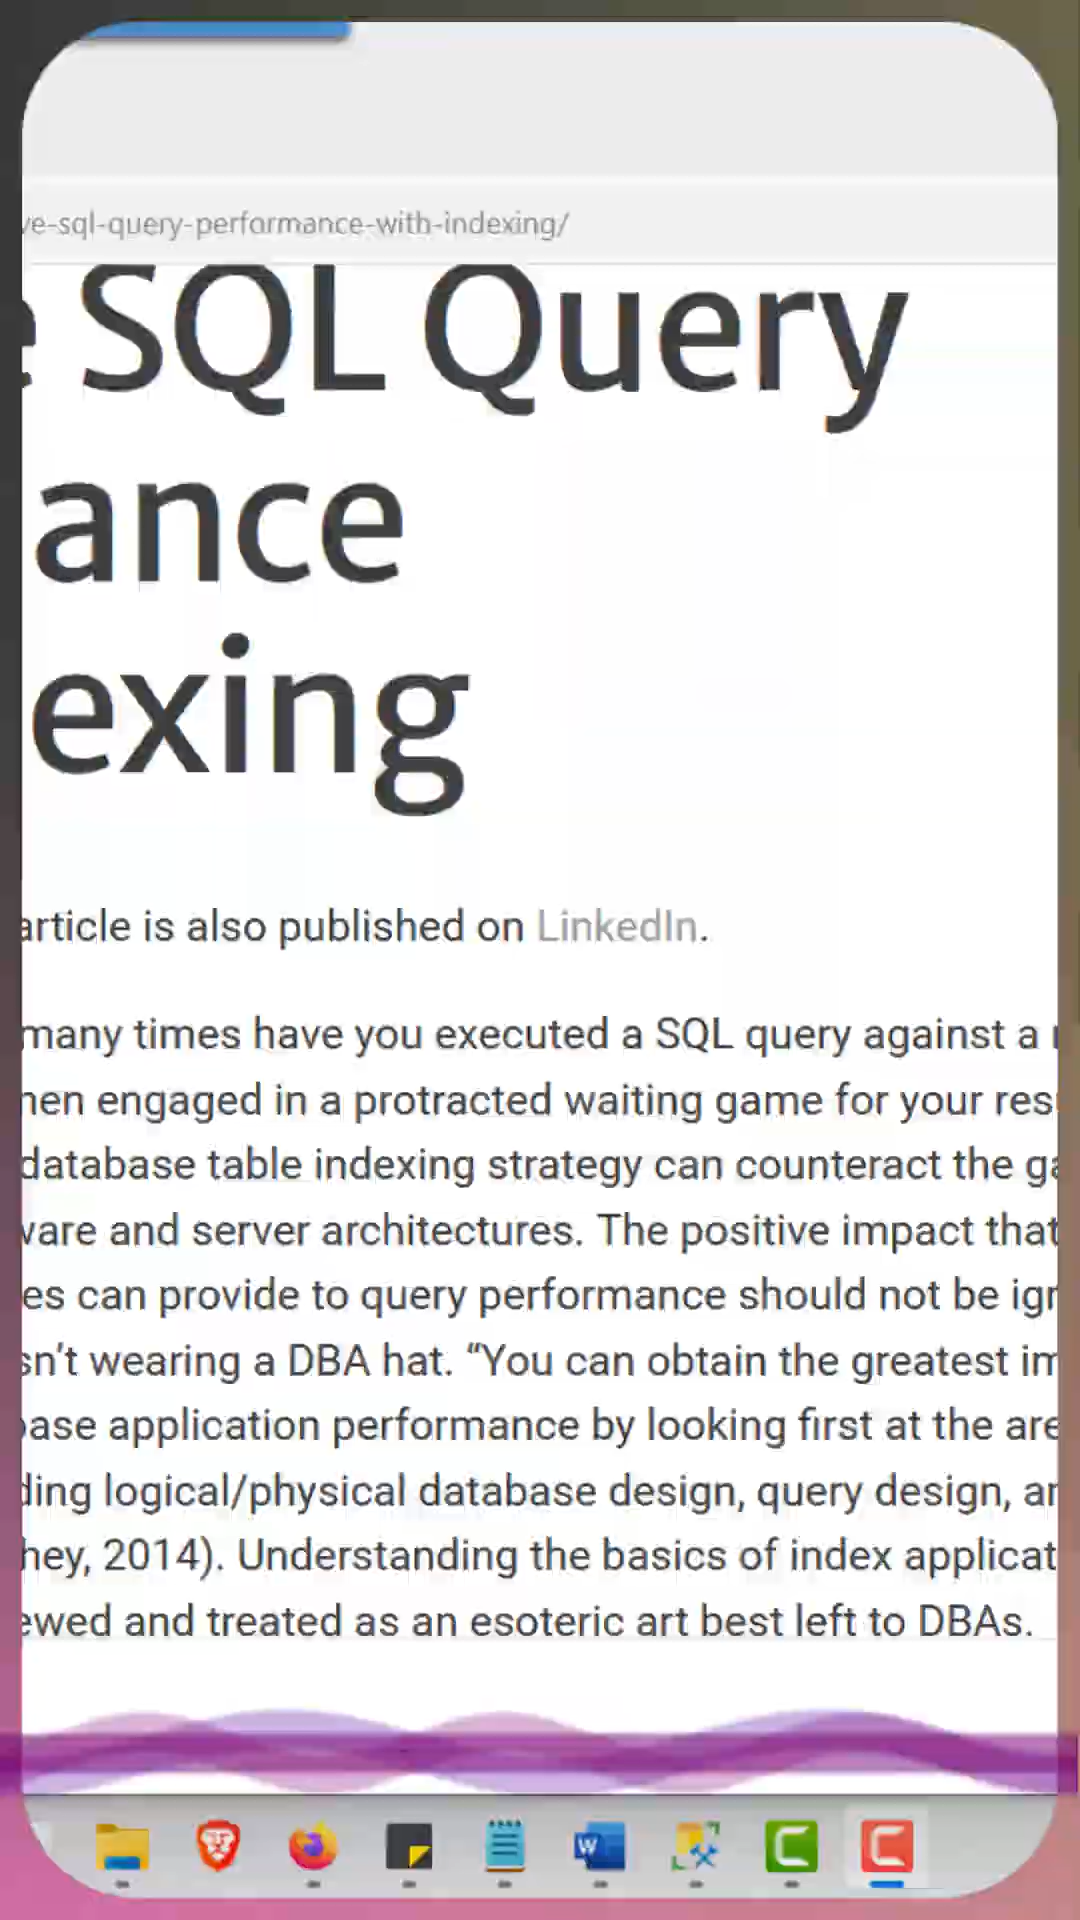 ve-sql-query-performance-with-indexing/
e SQL Query
ance
exing
article is also published on LinkedIn.
many times have you executed a SQL query against a
hen engaged in a protracted waiting game for your res
database table indexing strategy can counteract the ga
ware and server architectures. The positive impact that
es can provide to query performance should not be igr
sn’t wearing a DBA hat. “You can obtain the greatest im
base application performance by looking first at the are
ding logical/physical database design, query design, an
hey, 2014). Understanding the basics of index applicat
ewed and treated as an esoteric art best left to DBAs.